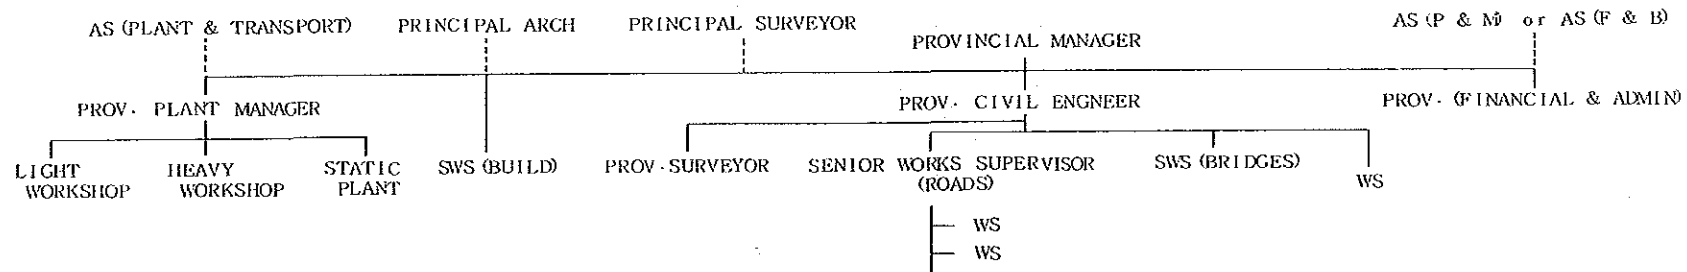 AS (PLANT & TRANSPORT)
PRINCIPAL ARCH
PRINCIPAL SURVEYOR
PROVINCIAL MANAGER
AS (P & M) or AS (F & B)
PROV. PLANT MANAGER
PROV. CIVIL ENGNEER
PROV. (FINANCIAL & ADMIN)
LIGHT
WORKSHOP
HEAVY
WORKSHOP
STATIC
PLANT
SWS (BUILD)
PROV. SURVEYOR
SENIOR WORKS SUPERVISOR
(ROADS)
SWS (BRIDGES)
WS
WS
WS